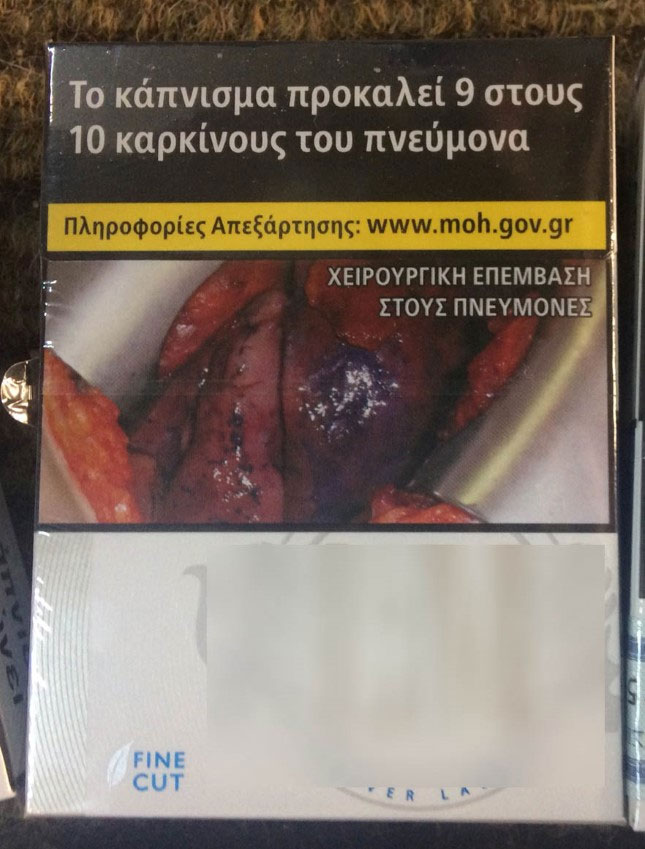 Το κάπνισμα προκαλεί 9 στους
10 καρκίνους του πνεύμονα
Πληροφορίες Απεξάρτησης: www.moh.gov.gr
ΧΕΙΡΟΥΡΓΙΚΗ ΕΠΕΜΒΑΣΗ
ΣΤΟΥΣ ΠΝΕΥΜΟΝΕΣ
FINE
CUT